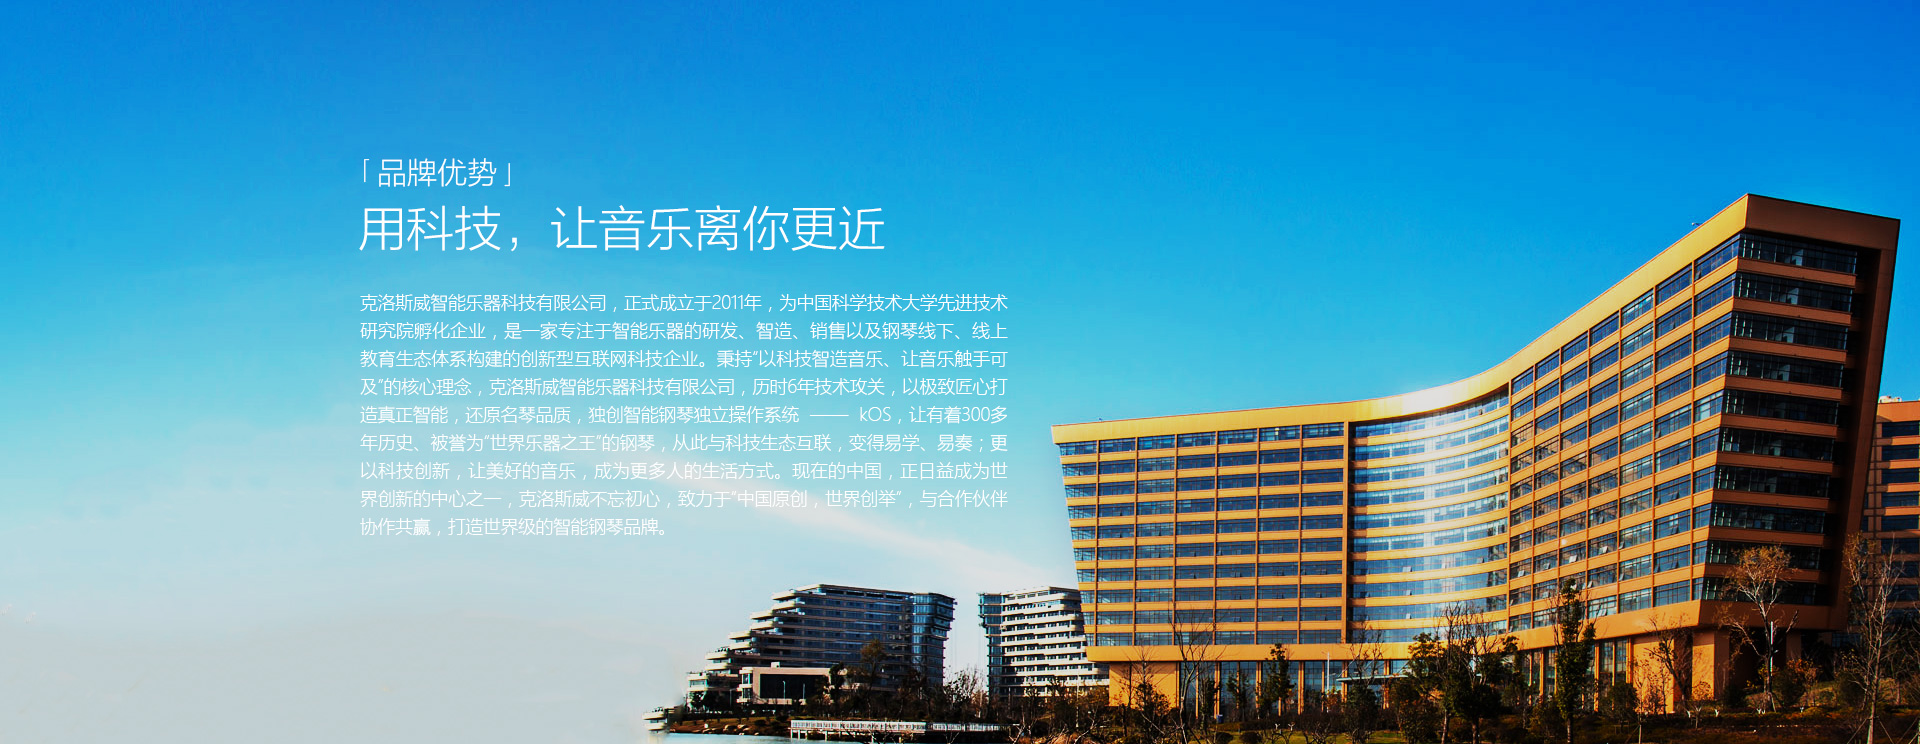 「品牌优势」
用科技，让音乐离你更近
克洛斯威智能乐器科技有限公司，正式成立于2011年，为中国科学技术大学先进技术
研究院孵化企业，是一家专注于智能乐器的研发、智造、销售以及钢琴线下、线上
教育生态体系构建的创新型互联网科技企业。秉持“以科技智造音乐、让音乐触手可
及”的核心理念，克洛斯威智能乐器科技有限公司，历时6年技术攻关，以极致匠心打
造真正智能，还原名琴品质，独创智能钢琴独立操作系统 —— kOS，让有着300多
年历史、被誉为“世界乐器之王”的钢琴，从此与科技生态互联，变得易学、易奏；更
以科技创新，让美好的音乐，成为更多人的生活方式。现在的中国，正日益成为世
界创新的中心之一，克洛斯威不忘初心，致力于“中国原创，世界创举”，与合作伙伴
协作共赢，打造世界级的智能钢琴品牌。